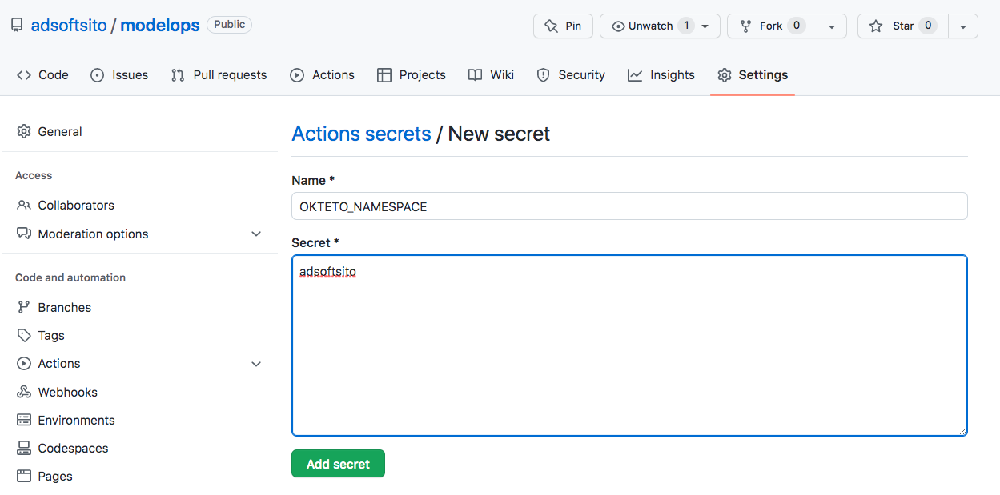 adsoftsito / modelops Public
Pin
Unwatch 1
Fork 0
Star 0
Code
Issues
Pull requests
Actions
Projects
Wiki
Security
Insights
Settings
General
Access
Collaborators
Moderation options
Code and automation
Branches
Tags
Actions
Webhooks
Environments
Codespaces
Pages
Actions secrets / New secret
Name *
OKTETO_NAMESPACE
Secret *
adsoftsito
Add secret